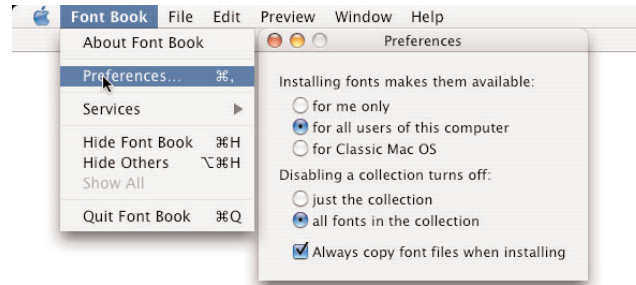 Font Book File Edit Preview Window Help
About Font Book
Preferences... ⌘,
Services
Hide Font Book ⌘H
Hide Others ⌥⌘H
Show All
Quit Font Book ⌘Q
Preferences
Installing fonts makes them available:
for me only
for all users of this computer
for Classic Mac OS
Disabling a collection turns off:
just the collection
all fonts in the collection
Always copy font files when installing